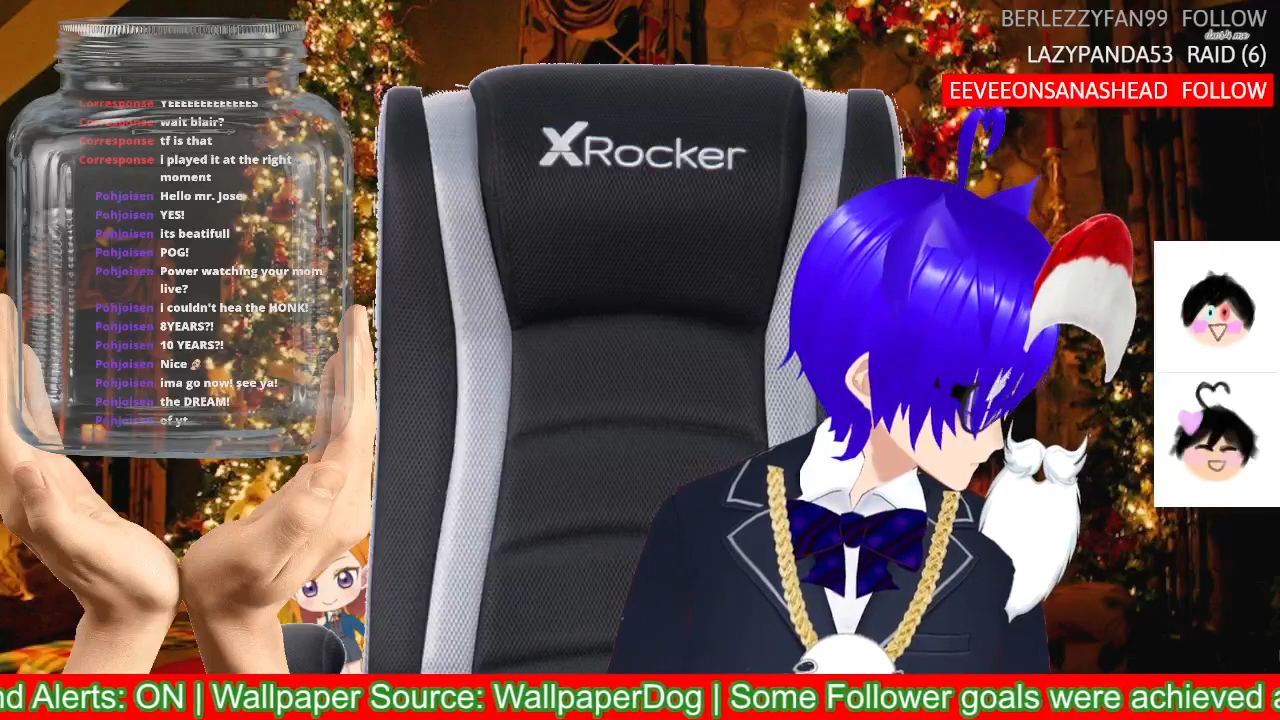 BERLEZZYFAN99 FOLLOW
LAZYPANDA53 RAID (6)
EEVEEONSANASHEAD FOLLOW
Corresponse YEEEEEEEEEEEES
Corresponse wait blair?
Corresponse tf is that
Corresponse i played it at the right
moment
Pohjoisen Hello mr. Jose
Pohjoisen YES!
Pohjoisen its beatifull
Pohjoisen POG!
Pohjoisen Power watching your mom
live?
Pohjoisen i couldn't hea the HONK!
Pohjoisen 8YEARS?!
Pohjoisen 10 YEARS?!
Pohjoisen Nice
Pohjoisen ima go now! see ya!
Pohjoisen the DREAM!
Pohjoisen of yt
XRocker
nd Alerts: ON | Wallpaper Source: WallpaperDog | Some Follower goals were achieved a